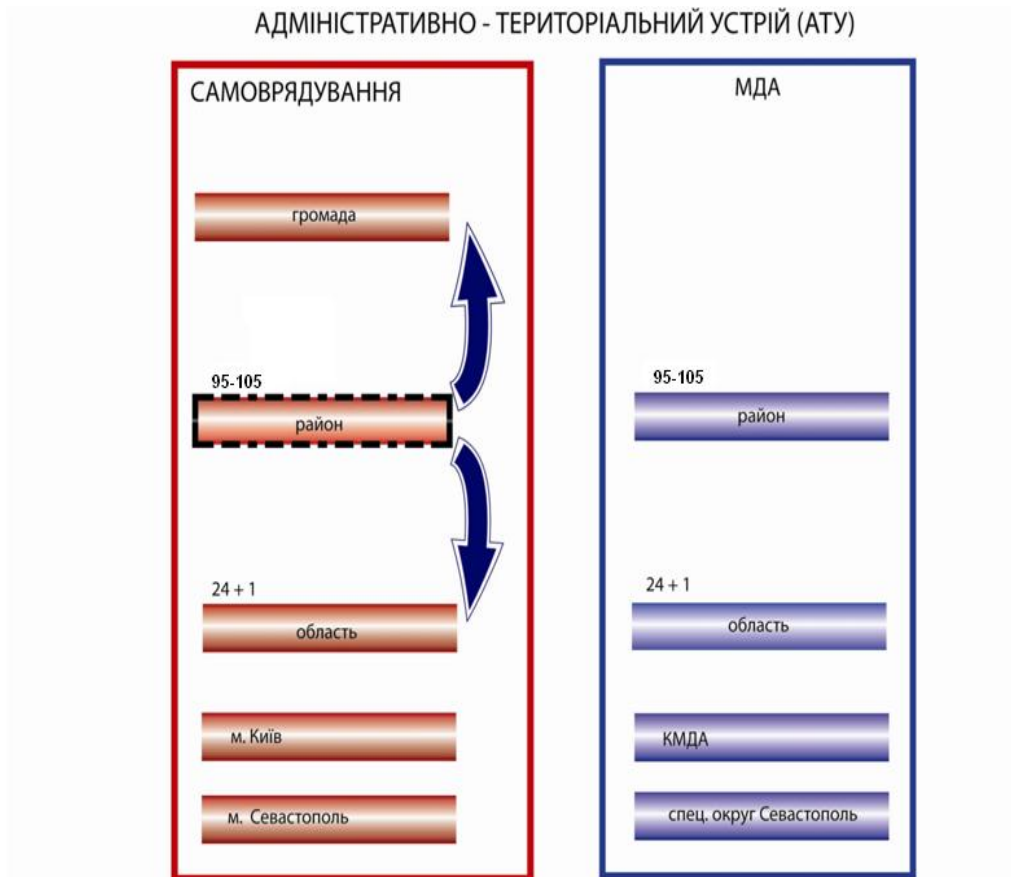 АДМІНІСТРАТИВНО - ТЕРИТОРІАЛЬНИЙ УСТРІЙ (АТУ)
САМОВРЯДУВАННЯ
громада
95-105
район
24 + 1
область
м. Київ
м. Севастополь
МДА
95-105
район
24 + 1
область
КМДА
спец. округ Севастополь